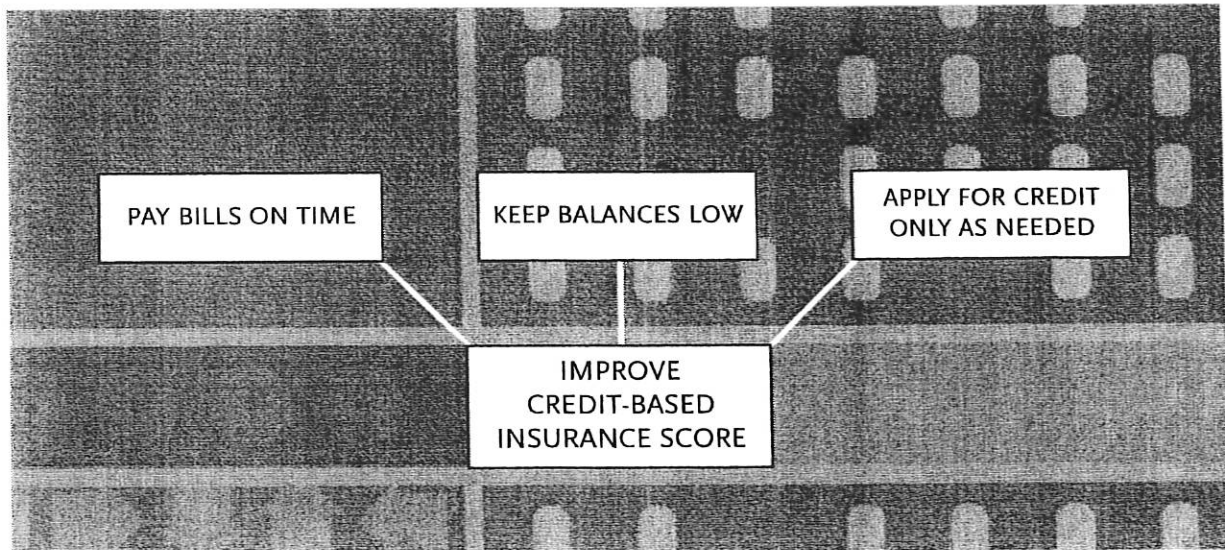 PAY BILLS ON TIME
KEEP BALANCES LOW
APPLY FOR CREDIT
ONLY AS NEEDED
IMPROVE
CREDIT-BASED
INSURANCE SCORE